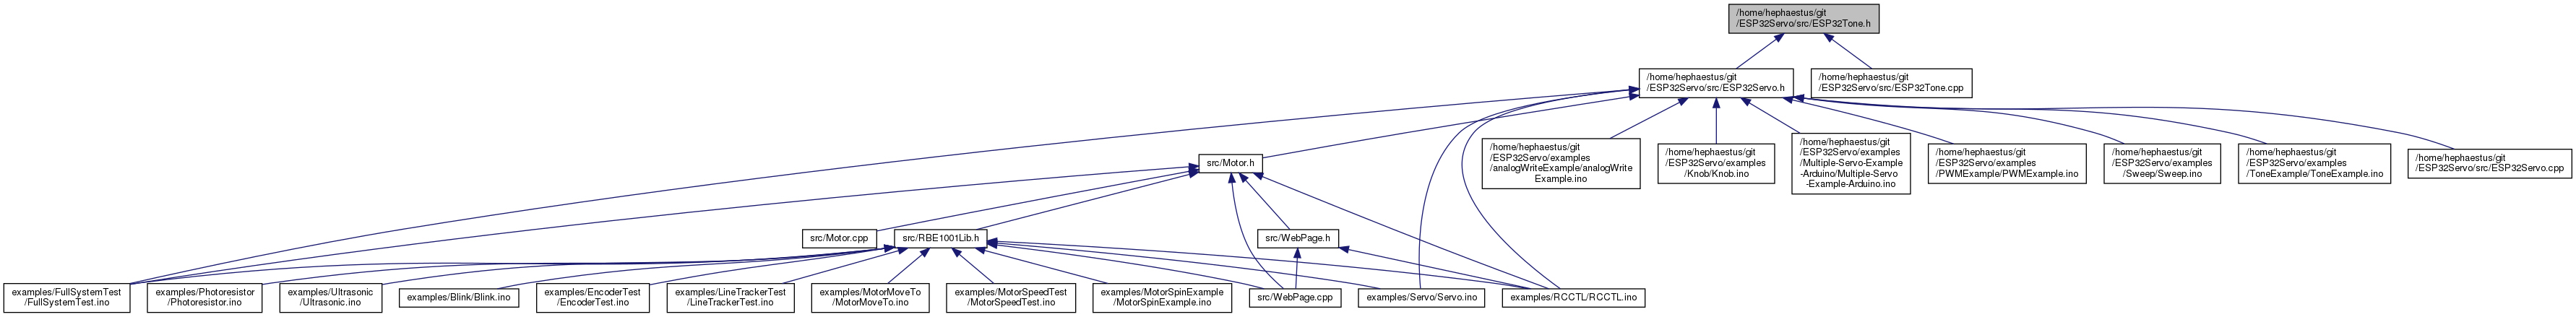 /home/hephaestus/git
/ESP32Servo/src/ESP32Tone.h
/home/hephaestus/git
/ESP32Servo/src/ESP32Servo.h
/home/hephaestus/git
/ESP32Servo/src/ESP32Tone.cpp
src/Motor.h
/home/hephaestus/git
/ESP32Servo/examples
/analogWriteExample/analogWrite
Example.ino
/home/hephaestus/git
/ESP32Servo/examples
/Knob/Knob.ino
/home/hephaestus/git
/ESP32Servo/examples
/Multiple-Servo-Example
-Arduino/Multiple-Servo
-Example-Arduino.ino
/home/hephaestus/git
/ESP32Servo/examples
/PWMExample/PWMExample.ino
/home/hephaestus/git
/ESP32Servo/examples
/Sweep/Sweep.ino
/home/hephaestus/git
/ESP32Servo/examples
/ToneExample/ToneExample.ino
/home/hephaestus/git
/ESP32Servo/src/ESP32Servo.cpp
src/Motor.cpp
src/RBE1001Lib.h
src/WebPage.h
examples/FullSystemTest
/FullSystemTest.ino
examples/Photoresistor
/Photoresistor.ino
examples/Ultrasonic
/Ultrasonic.ino
examples/Blink/Blink.ino
examples/EncoderTest
/EncoderTest.ino
examples/LineTrackerTest
/LineTrackerTest.ino
examples/MotorMoveTo
/MotorMoveTo.ino
examples/MotorSpeedTest
/MotorSpeedTest.ino
examples/MotorSpinExample
/MotorSpinExample.ino
src/WebPage.cpp
examples/Servo/Servo.ino
examples/RCCTL/RCCTL.ino